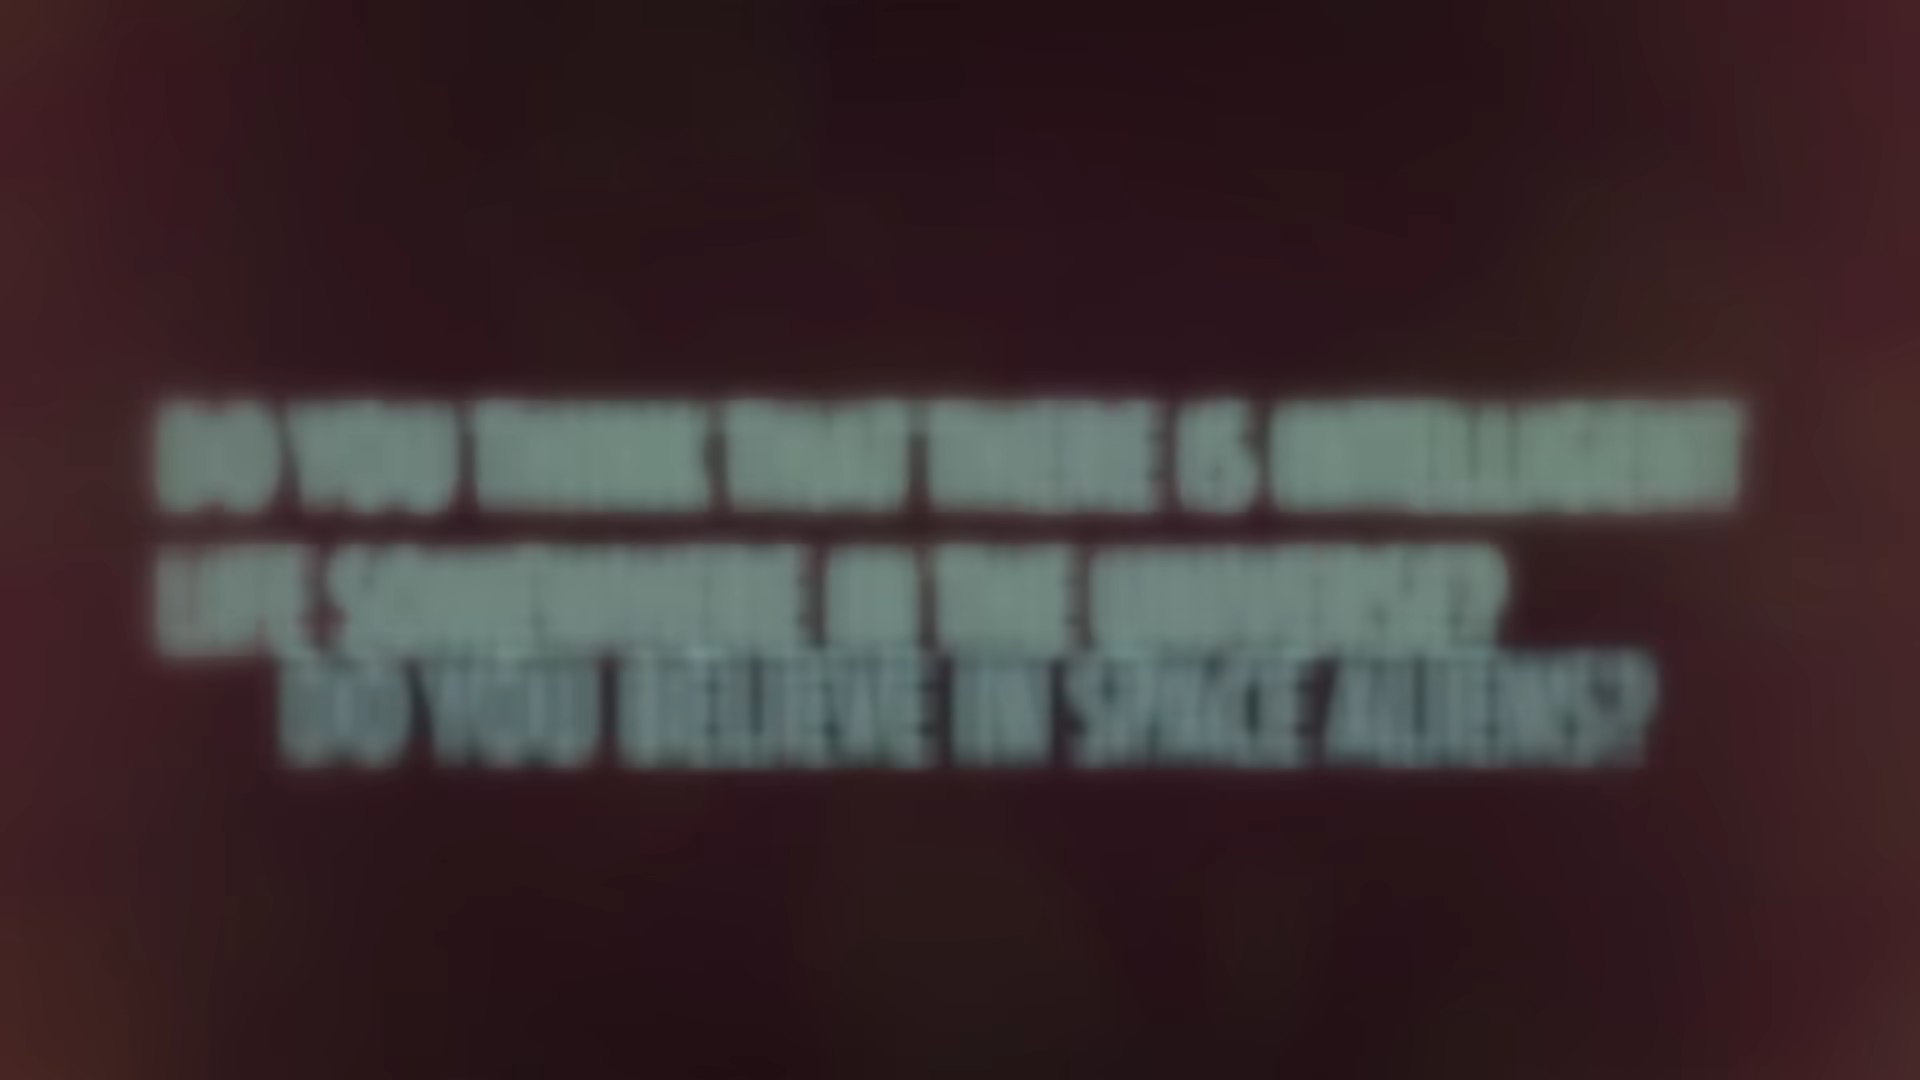 DO YOU THINK THAT THERE IS INTELLIGENT
LIFE SOMEWHERE IN THE UNIVERSE?
DO YOU BELIEVE IN SPACE ALIENS?